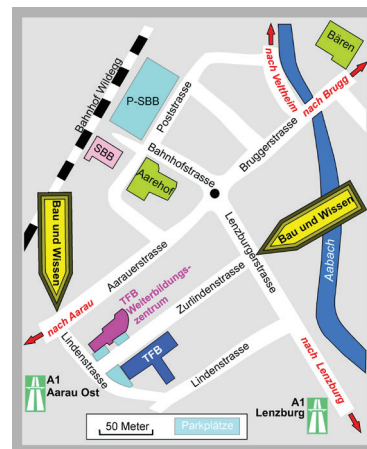 Bären
nach Veltheim
nach Brugg
Bahnhof Wildegg
P-SBB
Poststrasse
SBB
Bahnhofstrasse
Bruggerstrasse
Aarehof
Bau und Wissen
Bau und Wissen
Lenzburgerstrasse
Aabach
Aarauerstrasse
TFB
Weiterbildungs-
zentrum
Zurlindenstrasse
nach Aarau
Lindenstrasse
TFB
Lindenstrasse
nach Lenzburg
A1
Aarau Ost
A1
Lenzburg
50 Meter
Parkplätze